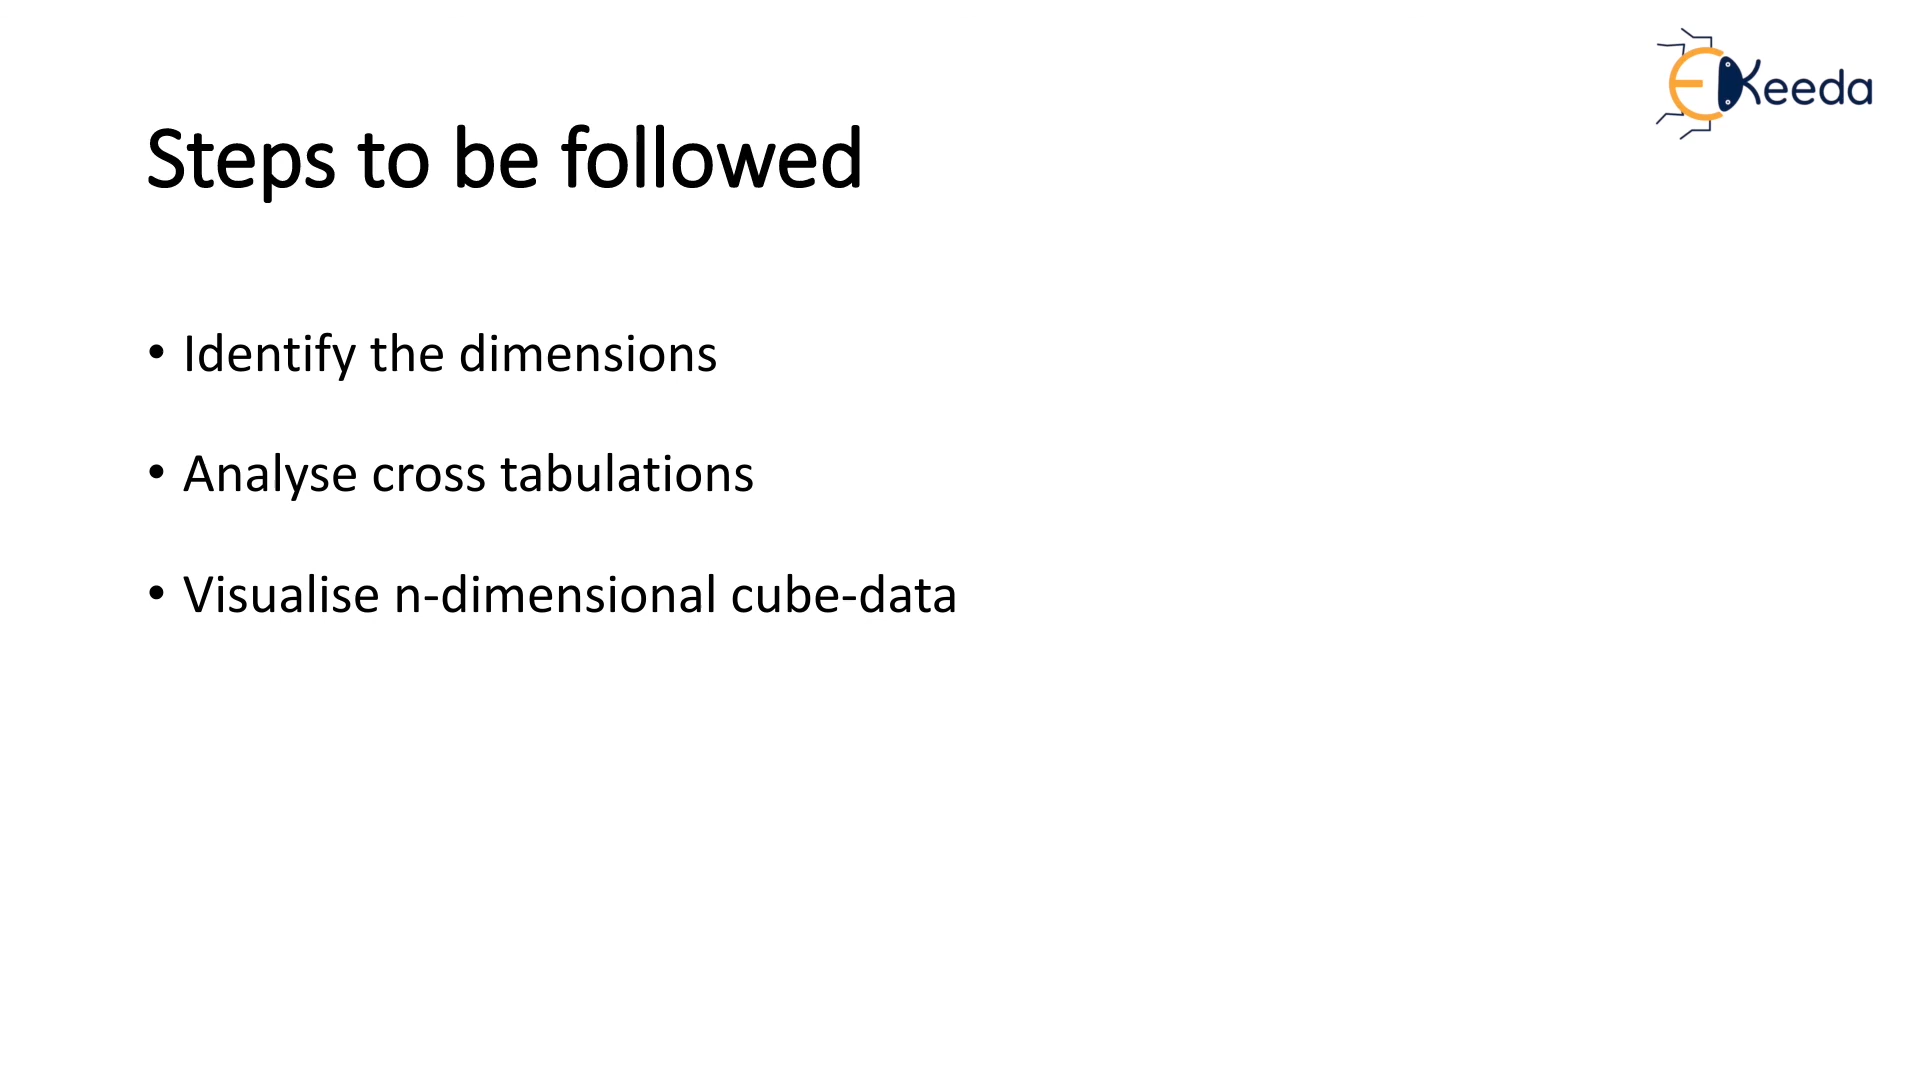 EKeeda
Steps to be followed
• Identify the dimensions
• Analyse cross tabulations
• Visualise n-dimensional cube-data